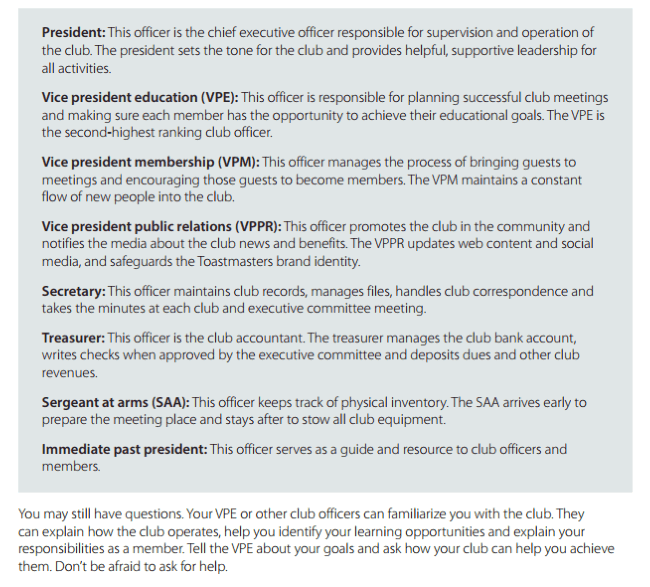 President: This officer is the chief executive officer responsible for supervision and operation of
the club. The president sets the tone for the club and provides helpful, supportive leadership for
all activities.
Vice president education (VPE): This officer is responsible for planning successful club meetings
and making sure each member has the opportunity to achieve their educational goals. The VPE is
the second-highest ranking club officer.
Vice president membership (VPM): This officer manages the process of bringing guests to
meetings and encouraging those guests to become members. The VPM maintains a constant
flow of new people into the club.
Vice president public relations (VPPR): This officer promotes the club in the community and
notifies the media about the club news and benefits. The VPPR updates web content and social
media, and safeguards the Toastmasters brand identity.
Secretary: This officer maintains club records, manages files, handles club correspondence and
takes the minutes at each club and executive committee meeting.
Treasurer: This officer is the club accountant. The treasurer manages the club bank account,
writes checks when approved by the executive committee and deposits dues and other club
revenues.
Sergeant at arms (SAA): This officer keeps track of physical inventory. The SAA arrives early to
prepare the meeting place and stays after to stow all club equipment.
Immediate past president: This officer serves as a guide and resource to club officers and
members.
You may still have questions. Your VPE or other club officers can familiarize you with the club. They
can explain how the club operates, help you identify your learning opportunities and explain your
responsibilities as a member. Tell the VPE about your goals and ask how your club can help you achieve
them. Don't be afraid to ask for help.